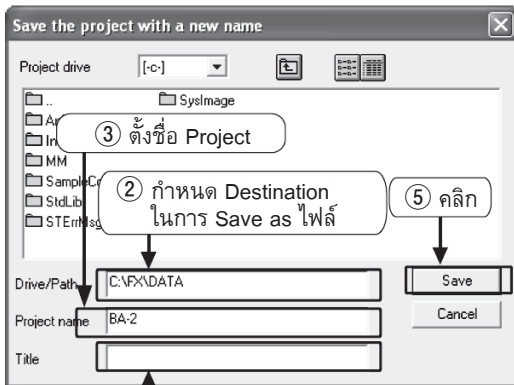 Save the project with a new name
Project drive [-c-]
.. SysImage
③ ตั้งชื่อ Project
MM
② กำหนด Destination
ในการ Save as ไฟล์
⑤ คลิก
StdLib
Drive/Path C:\FX\DATA
Save
Project name BA-2
Cancel
Title